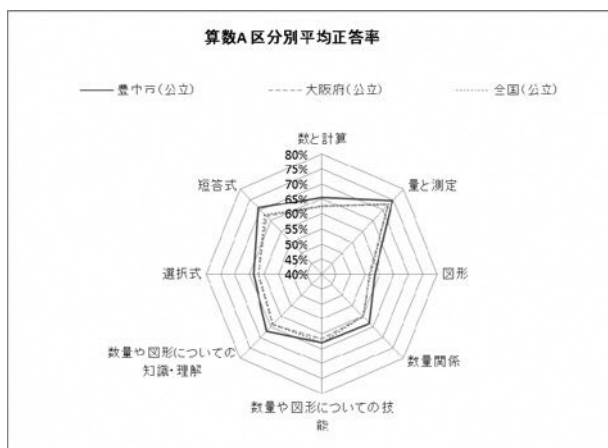 算数A 区分別平均正答率
豊中市(公立)
大阪府(公立)
全国(公立)
数と計算
80%
75%
70%
65%
60%
55%
50%
45%
40%
量と測定
図形
数量関係
数量や図形についての技
能
数量や図形についての
知識・理解
選択式
短答式